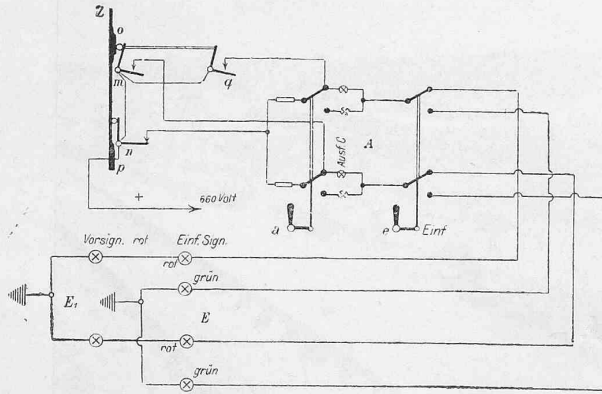 Z
o
m
q
n
p
+
660 Volt
A
Ausf. C
a
e
Einf
Vorsign. rot
Einf. Sign.
rot
grün
E₁
E
rot
grün